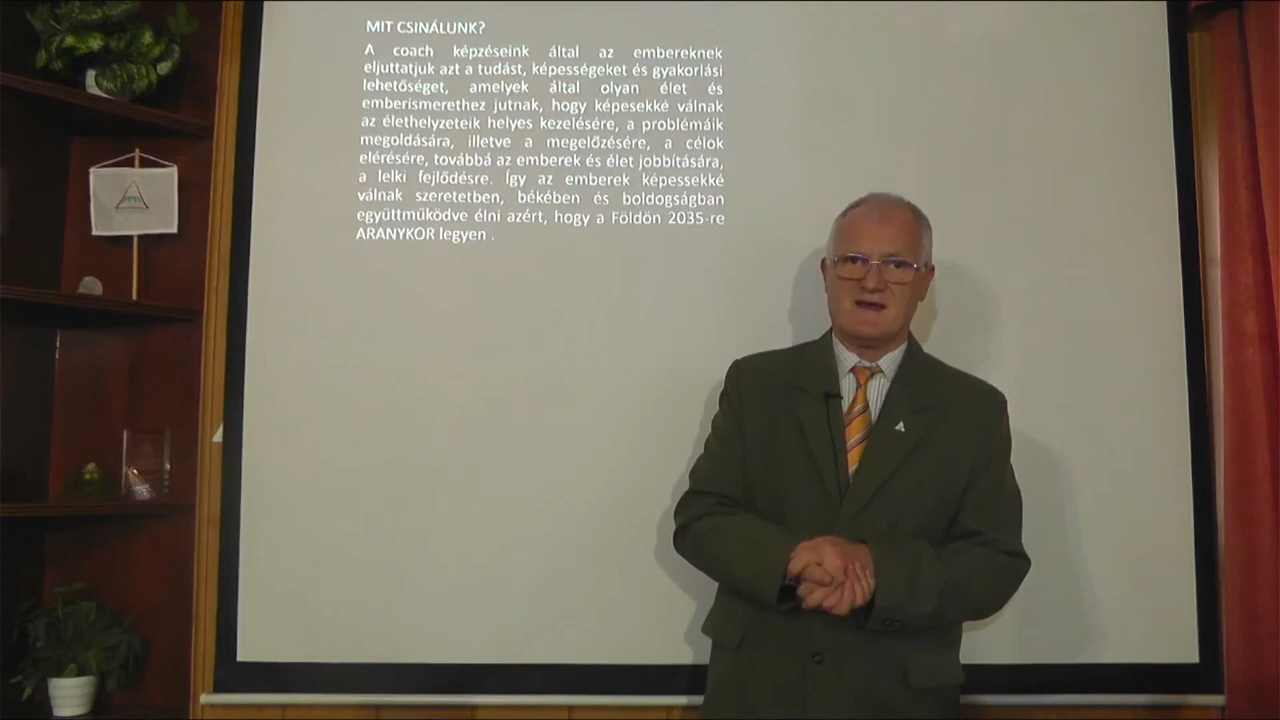 MIT CSINÁLUNK?
A coach képzéseink által az embereknek
eljuttatjuk azt a tudást, képességeket és gyakorlási
lehetőséget, amelyek által olyan élet és
emberismerethez jutnak, hogy képesekké válnak
az élethelyzeteik helyes kezelésére, a problémáik
megoldására, illetve a megelőzésére, a célok
elérésére, továbbá az emberek és élet jobbítására,
a lelki fejlődésre. Így az emberek képessekké
válnak szeretetben, békében és boldogságban
együttműködve élni azért, hogy a Földön 2035-re
ARANYKOR legyen .